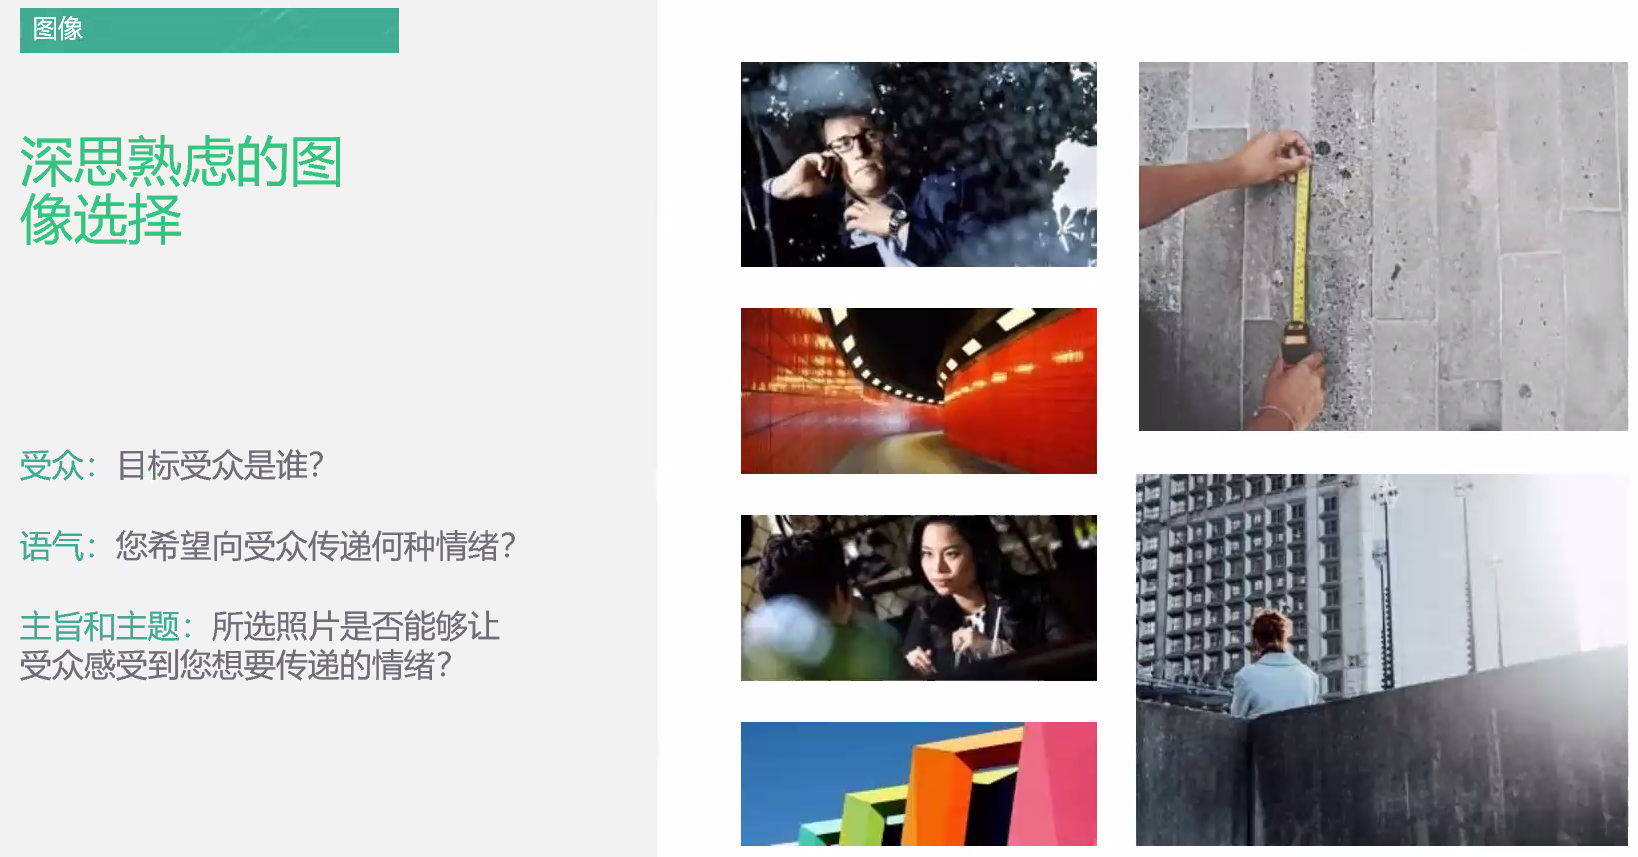 图像
深思熟虑的图
像选择
受众：目标受众是谁？
语气：您希望向受众传递何种情绪？
主旨和主题：所选照片是否能够让
受众感受到您想要传递的情绪？